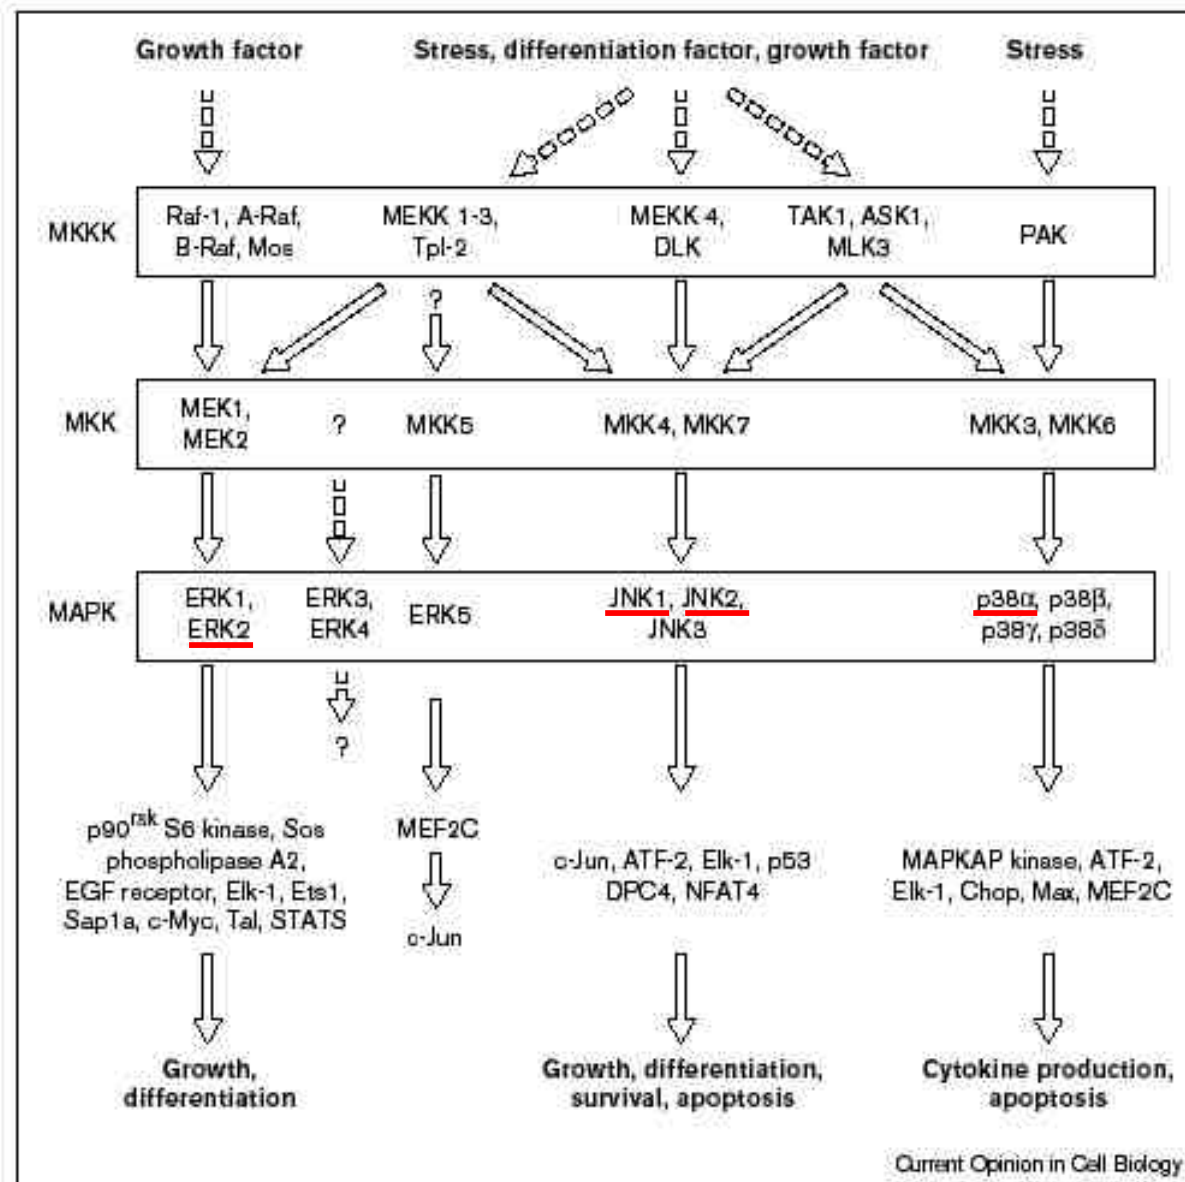 Growth factor
Stress, differentiation factor, growth factor
Stress
MKKK
Raf-1, A-Raf,
B-Raf, Mos
MEKK 1-3,
Tpl-2
MEKK 4,
DLK
TAK1, ASK1,
MLK3
PAK
?
MKK
MEK1,
MEK2
?
MKK5
MKK4, MKK7
MKK3, MKK6
MAPK
ERK1,
ERK2
ERK3,
ERK4
ERK5
JNK1, JNK2,
JNK3
p38α, p38β,
p38γ, p38δ
?
p90rsk S6 kinase, Sos
phospholipase A2,
EGF receptor, Elk-1, Ets1,
Sap1a, c-Myc, Tal, STATS
MEF2C
c-Jun
c-Jun, ATF-2, Elk-1, p53
DPC4, NFAT4
MAPKAP kinase, ATF-2,
Elk-1, Chop, Max, MEF2C
Growth,
differentiation
Growth, differentiation,
survival, apoptosis
Cytokine production,
apoptosis
Current Opinion in Cell Biology